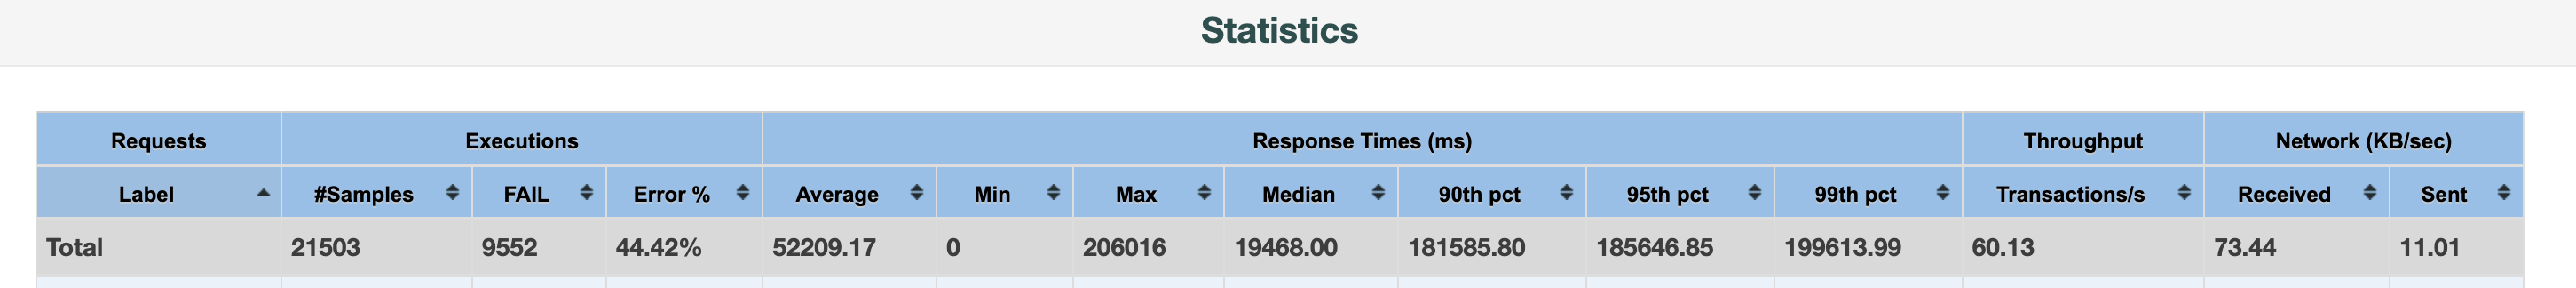 Statistics
Requests Executions Response Times (ms) Throughput Network (KB/sec)
Label #Samples FAIL Error % Average Min Max Median 90th pct 95th pct 99th pct Transactions/s Received Sent
Total 21503 9552 44.42% 52209.17 0 206016 19468.00 181585.80 185646.85 199613.99 60.13 73.44 11.01